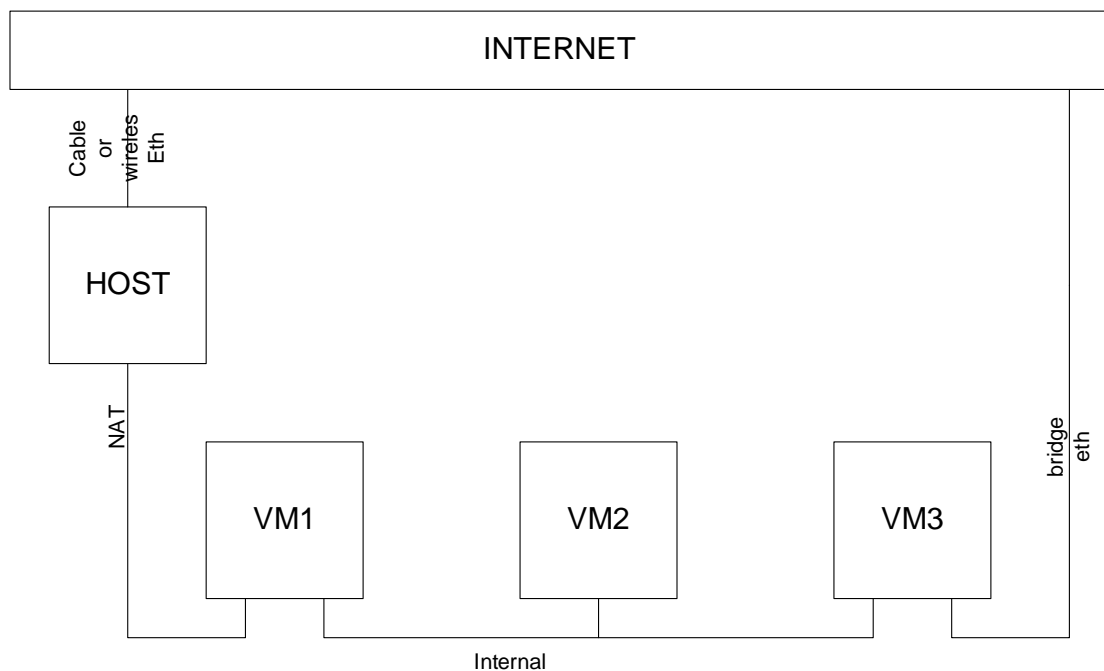 INTERNET
Cable
or
wireles
Eth
HOST
NAT
bridge
eth
VM1
VM2
VM3
Internal